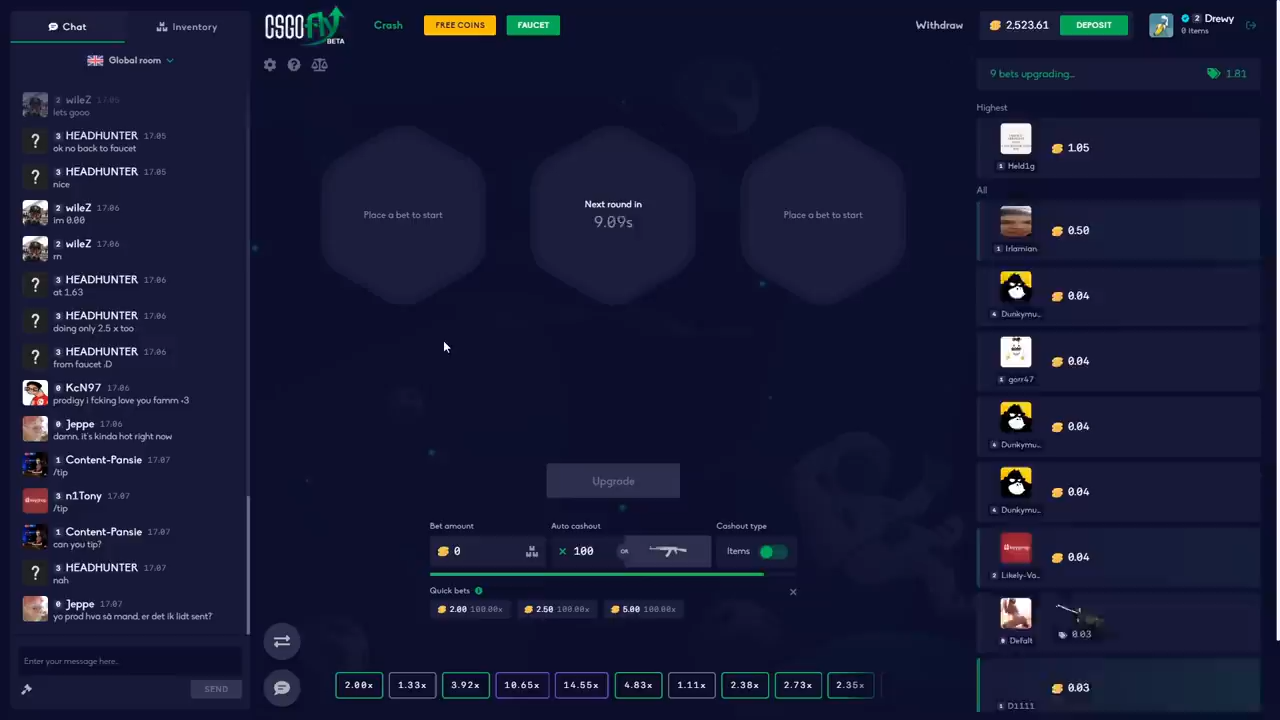 Chat
Inventory
Global room
2 wileZ 17.05
lets gooo
3 HEADHUNTER 17.05
ok no back to faucet
3 HEADHUNTER 17.05
nice
2 wileZ 17.06
im 0.00
2 wileZ 17.06
rn
3 HEADHUNTER 17.06
at 1.63
3 HEADHUNTER 17.06
doing only 2.5 x too
3 HEADHUNTER 17.06
from faucet :D
0 KcN97 17.06
prodigy i fcking love you famm <3
0 Jeppe 17.06
damn, it's kinda hot right now
1 Content-Pansie 17.07
/tip
3 n1Tony 17.07
/tip
1 Content-Pansie 17.07
can you tip?
3 HEADHUNTER 17.07
nah
0 Jeppe 17.07
yo prod hva så mand, er det ik lidt sent?
Enter your message here..
SEND
CSGO fly
BETA
Crash
FREE COINS
FAUCET
Withdraw
2,523.61
DEPOSIT
2 Drewy
0 items
Place a bet to start
Next round in
9.09s
Place a bet to start
Upgrade
Bet amount
Auto cashout
Cashout type
0
× 100
OR
Items
Quick bets
2.00 100.00x
2.50 100.00x
5.00 100.00x
2.00x
1.33x
3.92x
10.65x
14.55x
4.83x
1.11x
2.38x
2.73x
2.35x
9 bets upgrading...
1.81
Highest
1.05
1 Held1g
All
0.50
1 Irlamian
0.04
4 Dunkymu...
0.04
1 gorr47
0.04
4 Dunkymu...
0.04
4 Dunkymu...
0.04
2 Likely-Va...
0.03
0 Defalt
0.03
1 D1111